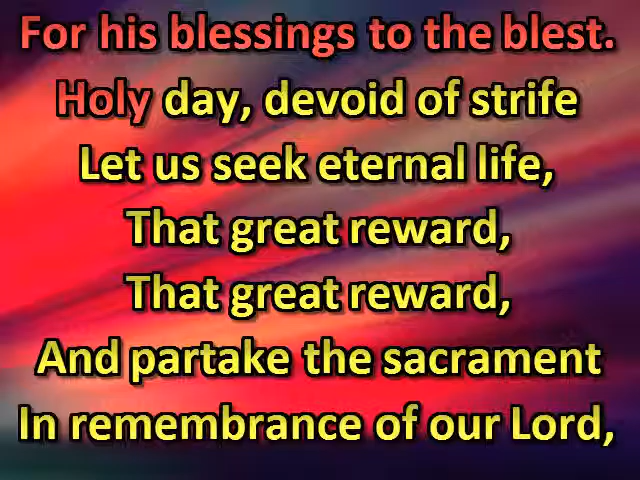 For his blessings to the blest.
Holy day, devoid of strife
Let us seek eternal life,
That great reward,
That great reward,
And partake the sacrament
In remembrance of our Lord,